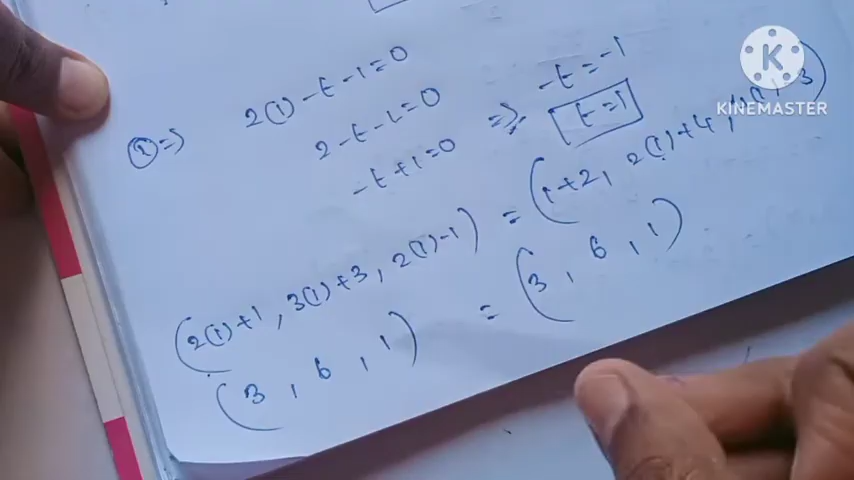 ② ⇒ 2(1) - t - 1 = 0
2 - t - 1 = 0
-t + 1 = 0 ⇒ -t = -1
t = 1
(2(1)+1, 3(1)+3, 2(1)-1) = (1+2, 2(1)+4,
(3, 6, 1) = (3, 6, 1)
K
KINEMASTER